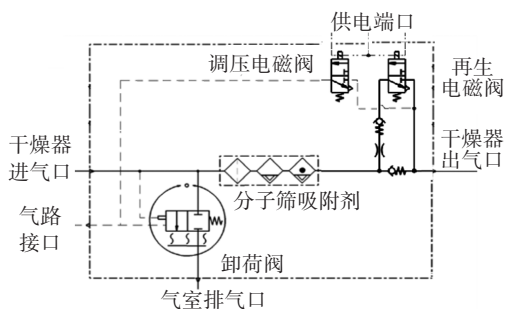 供电端口
调压电磁阀
再生
电磁阀
干燥器
进气口
干燥器
出气口
分子筛吸附剂
气路
接口
卸荷阀
气室排气口